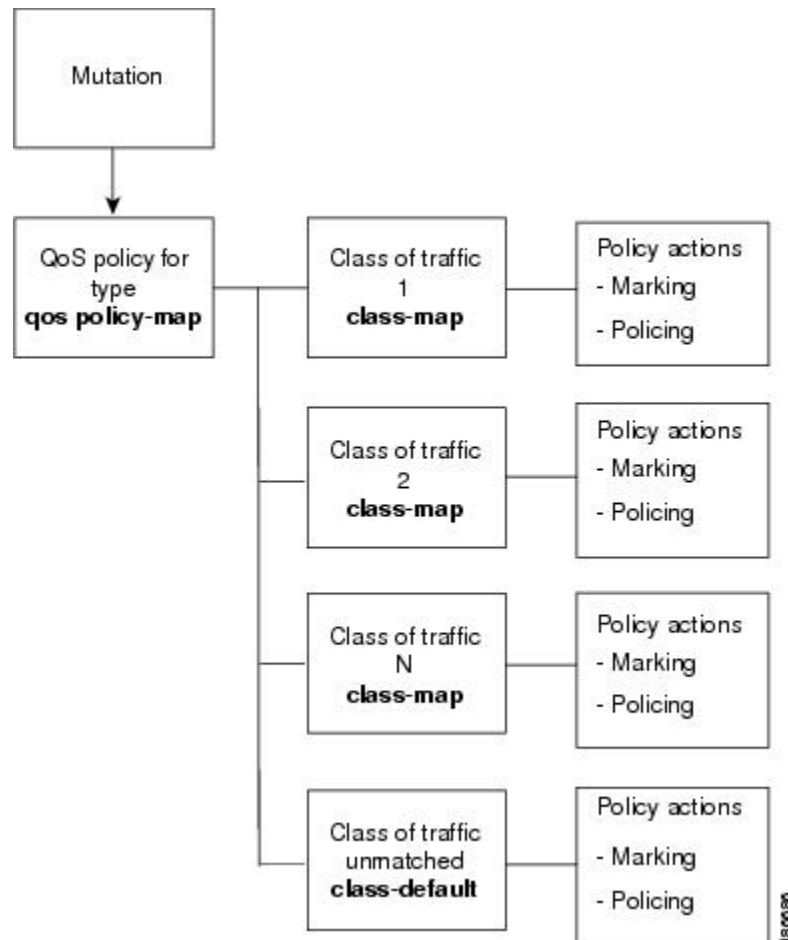 Mutation
QoS policy for
type
qos policy-map
Class of traffic
1
class-map
Policy actions
- Marking
- Policing
Class of traffic
2
class-map
Policy actions
- Marking
- Policing
Class of traffic
N
class-map
Policy actions
- Marking
- Policing
Class of traffic
unmatched
class-default
Policy actions
- Marking
- Policing